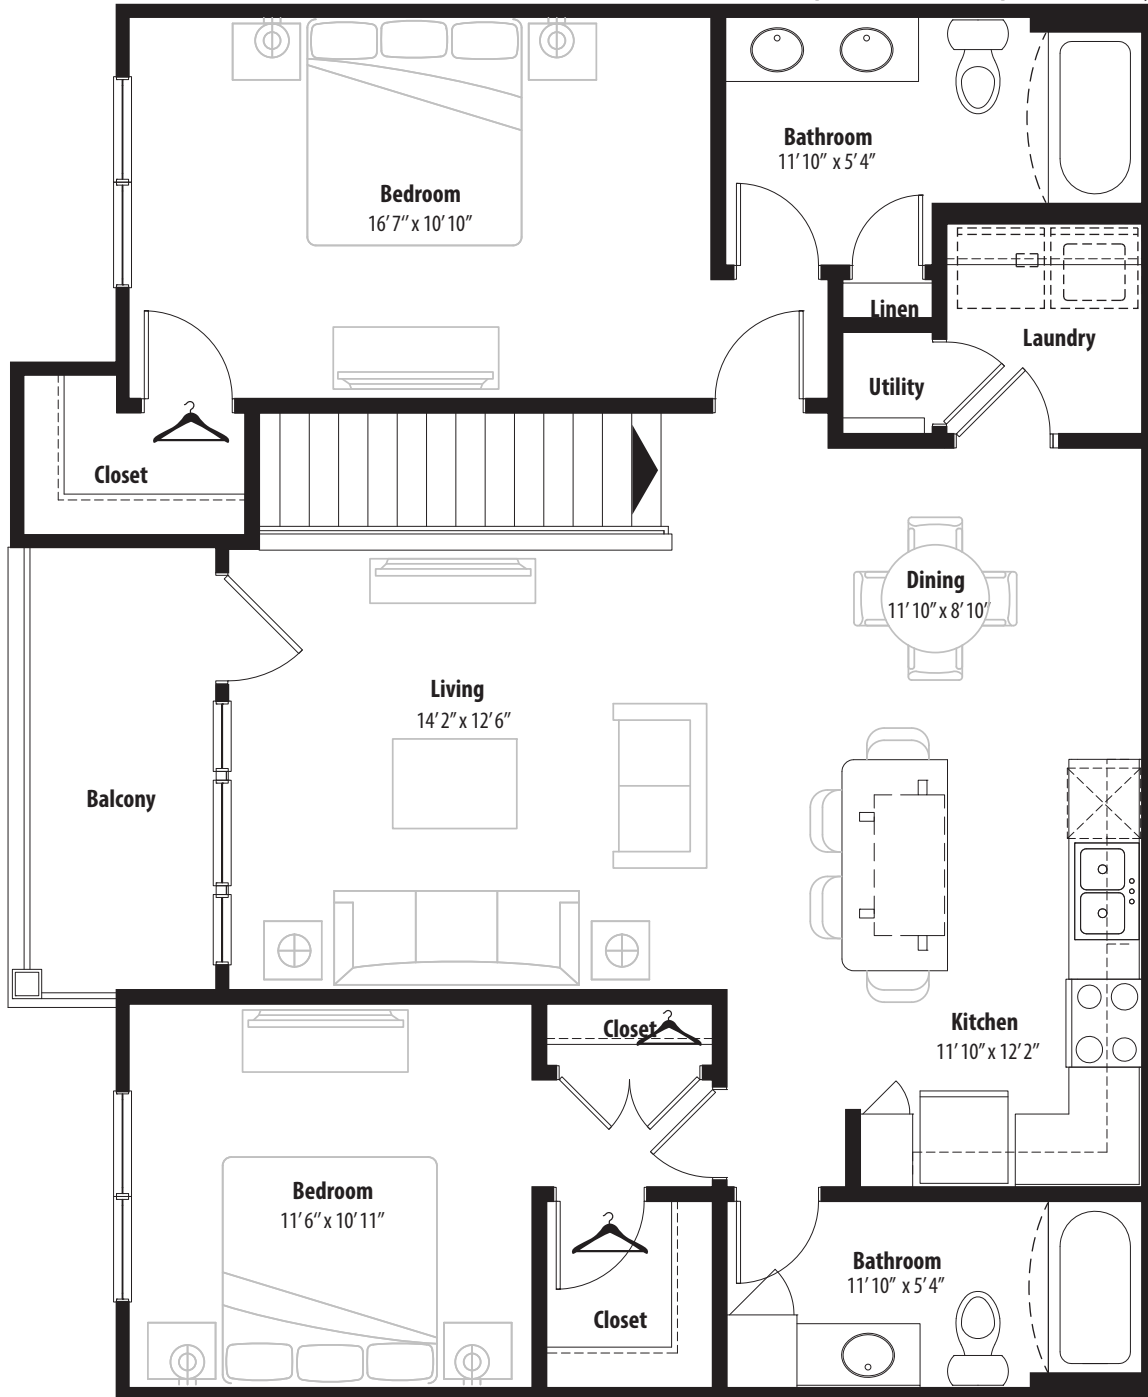 Bathroom
11'10" x 5'4"
Bedroom
16'7" x 10'10"
Linen
Laundry
Utility
Closet
Dining
11'10" x 8'10"
Living
14'2" x 12'6"
Balcony
Kitchen
11'10" x 12'2"
Closet
Bedroom
11'6" x 10'11"
Bathroom
11'10" x 5'4"
Closet